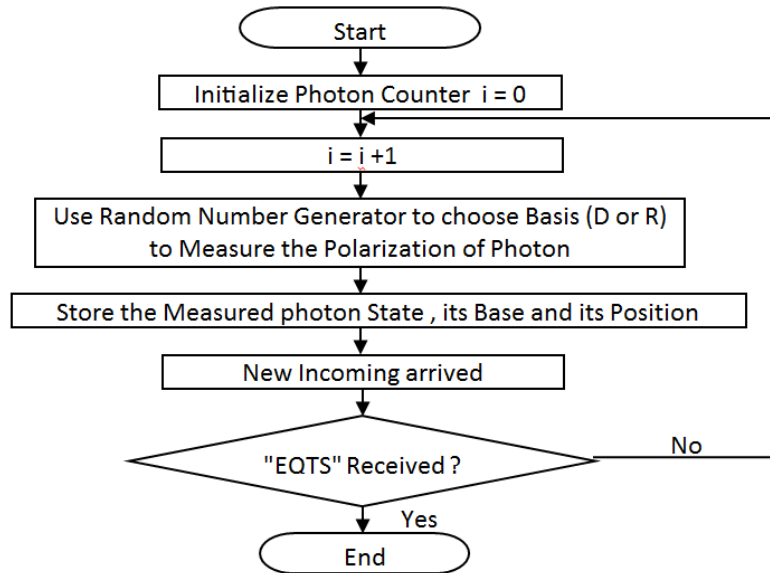 Start
Initialize Photon Counter i = 0
i = i +1
Use Random Number Generator to choose Basis (D or R)
to Measure the Polarization of Photon
Store the Measured photon State , its Base and its Position
New Incoming arrived
"EQTS" Received ?
No
Yes
End